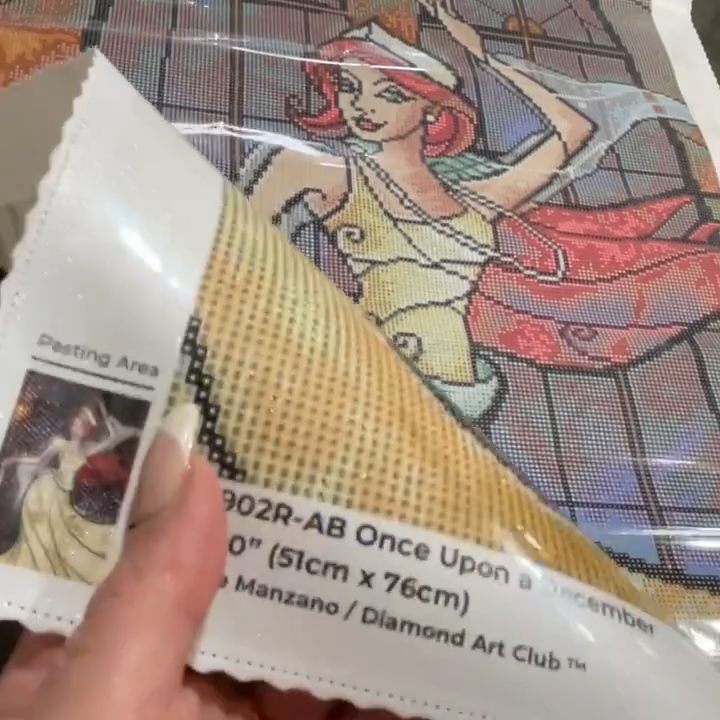 Pasting Area
902R-AB Once Upon a
0" (51cm x 76cm)
Manzano / Diamond Art Club™